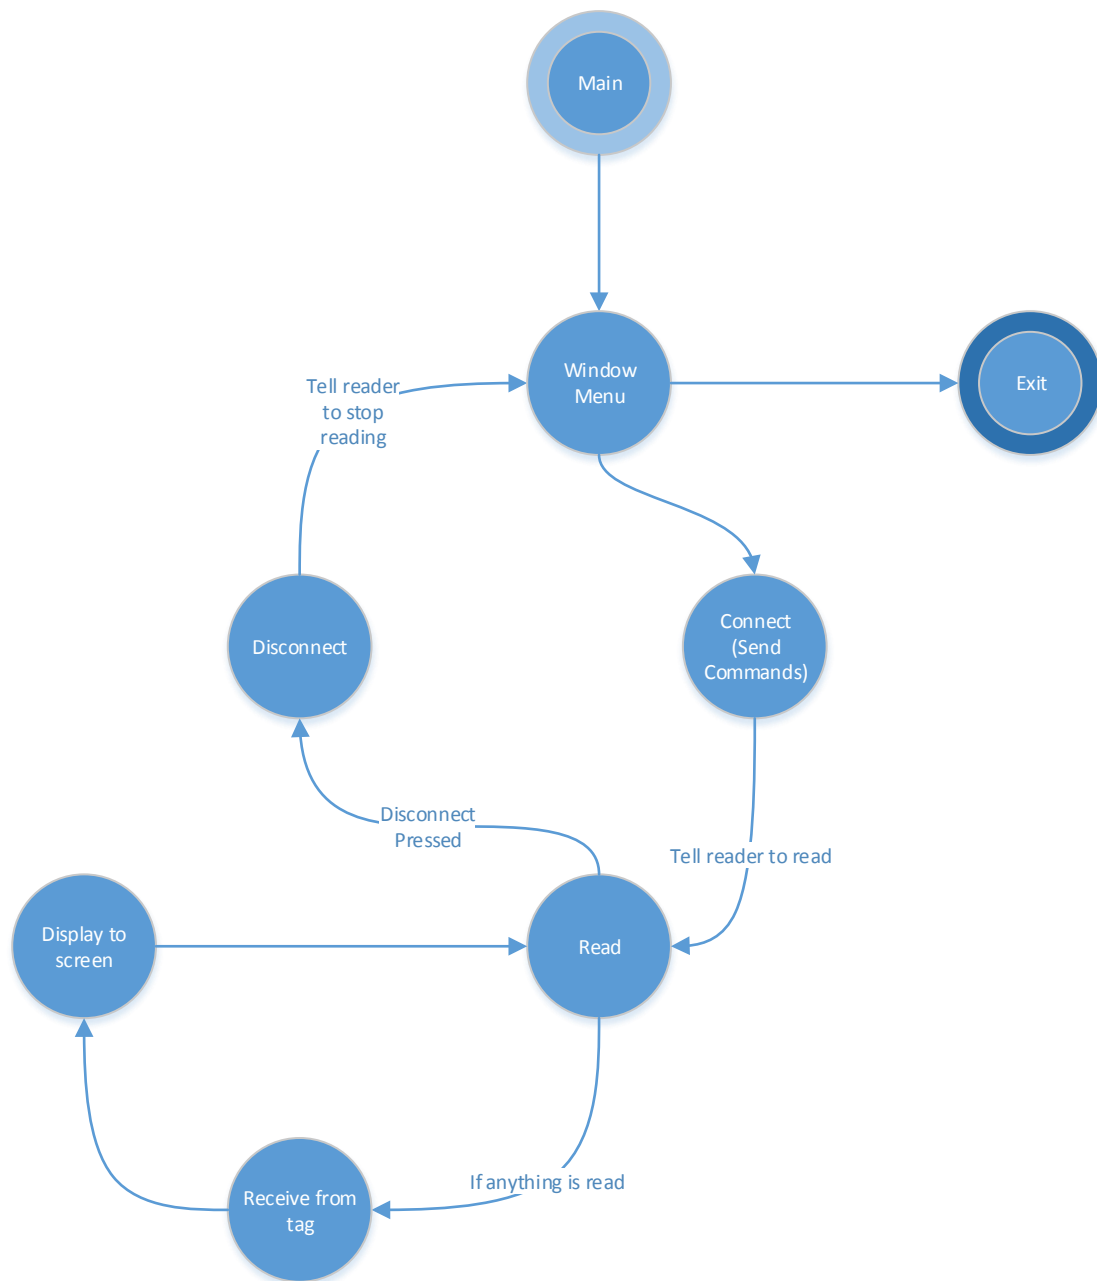 Main
Window
Menu
Exit
Tell reader
to stop
reading
Disconnect
Connect
(Send
Commands)
Disconnect
Pressed
Tell reader to read
Display to
screen
Read
If anything is read
Receive from
tag